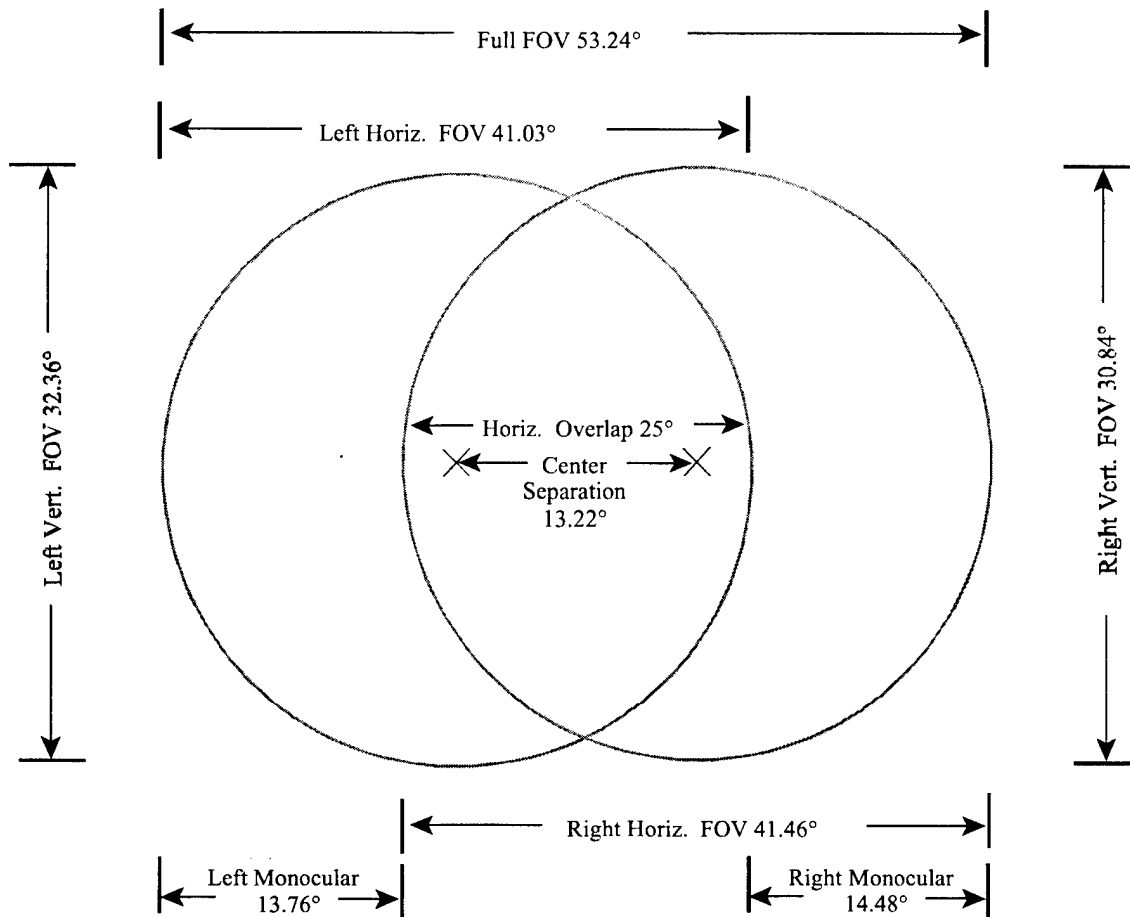 Full FOV 53.24°
Left Horiz. FOV 41.03°
Left Vert. FOV 32.36°
Right Vert. FOV 30.84°
Horiz. Overlap 25°
Center
Separation
13.22°
Right Horiz. FOV 41.46°
Left Monocular
13.76°
Right Monocular
14.48°